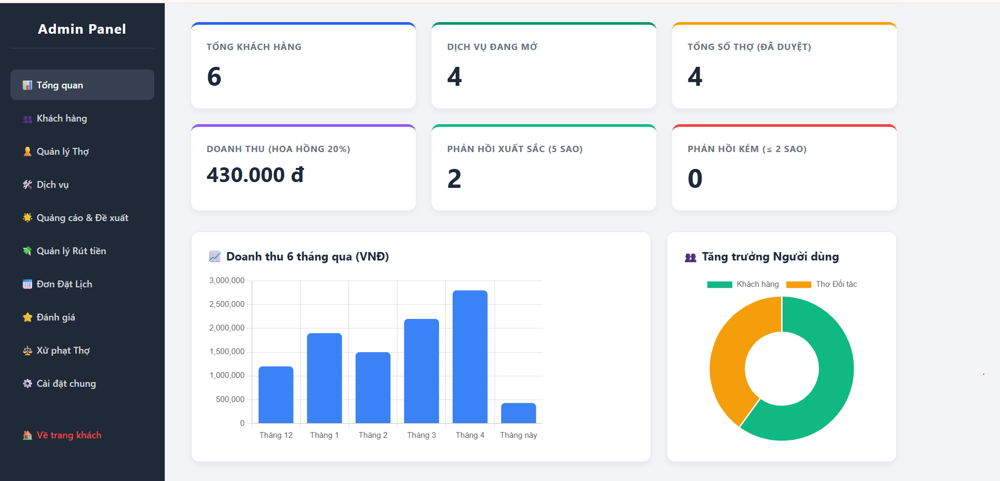 Admin Panel
Tổng quan
Khách hàng
Quản lý Thợ
Dịch vụ
Quảng cáo & Đề xuất
Quản lý Rút tiền
Đơn Đặt Lịch
Đánh giá
Xử phạt Thợ
Cài đặt chung
Về trang khách
TỔNG KHÁCH HÀNG
6
DỊCH VỤ ĐANG MỞ
4
TỔNG SỐ THỢ (ĐÃ DUYỆT)
4
DOANH THU (HOA HỒNG 20%)
430.000 đ
PHẢN HỒI XUẤT SẮC (5 SAO)
2
PHẢN HỒI KÉM (≤ 2 SAO)
0
Doanh thu 6 tháng qua (VNĐ)
3,000,000
2,500,000
2,000,000
1,500,000
1,000,000
500,000
0
Tháng 12 Tháng 1 Tháng 2 Tháng 3 Tháng 4 Tháng này
Tăng trưởng Người dùng
Khách hàng Thợ Đối tác